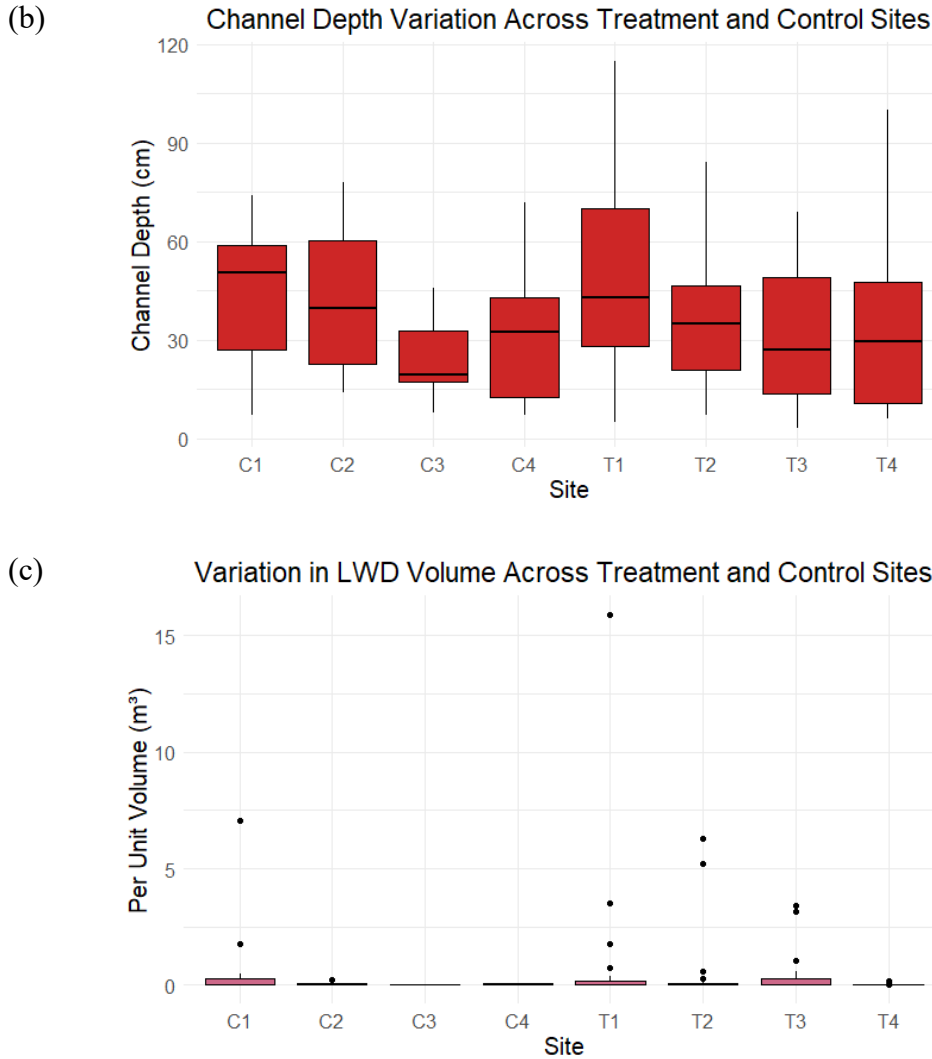 (b)
Channel Depth Variation Across Treatment and Control Sites
Channel Depth (cm)
120
90
60
30
0
C1 C2 C3 C4 T1 T2 T3 T4
Site
(c)
Variation in LWD Volume Across Treatment and Control Sites
Per Unit Volume (m³)
15
10
5
0
C1 C2 C3 C4 T1 T2 T3 T4
Site